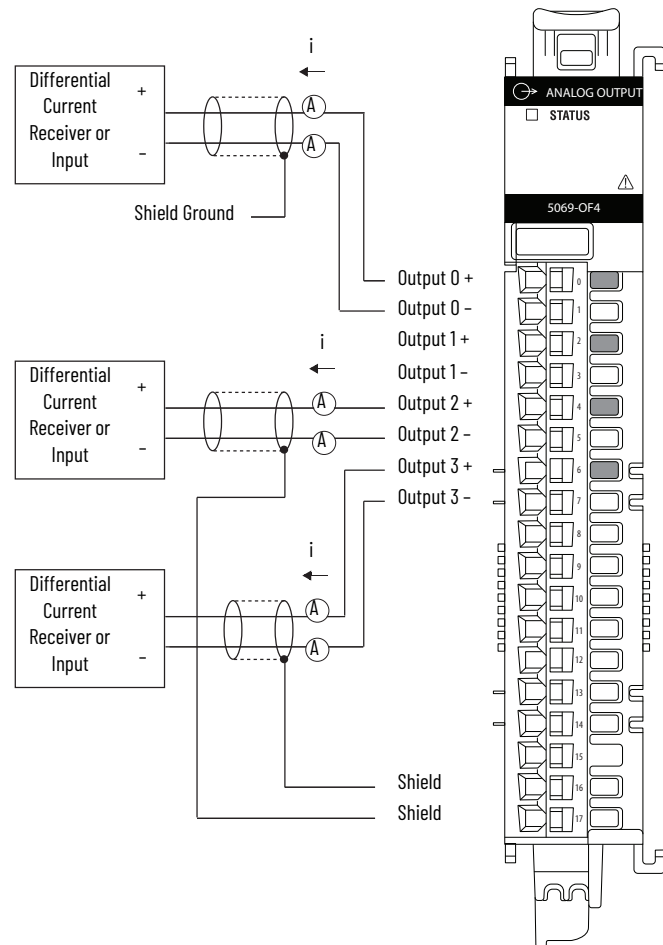 i
Differential
Current
Receiver or
Input
+
–
A
A
Shield Ground
ANALOG OUTPUT
STATUS
5069-OF4
Output 0 +
Output 0 –
Output 1 +
Output 1 –
Output 2 +
Output 2 –
Output 3 +
Output 3 –
i
Differential
Current
Receiver or
Input
+
–
A
A
i
Differential
Current
Receiver or
Input
+
–
A
A
Shield
Shield
0
1
2
3
4
5
6
7
8
9
10
11
12
13
14
15
16
17